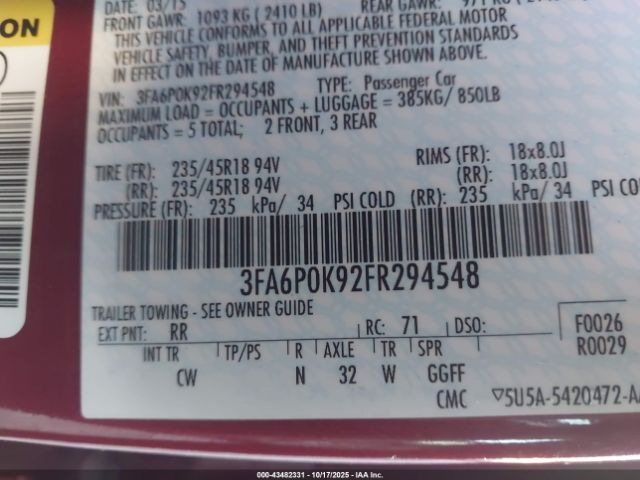 DATE: 03/15
FRONT GAWR: 1093 KG ( 2410 LB) REAR GAWR:
THIS VEHICLE CONFORMS TO ALL APPLICABLE FEDERAL MOTOR
VEHICLE SAFETY, BUMPER, AND THEFT PREVENTION STANDARDS
IN EFFECT ON THE DATE OF MANUFACTURE SHOWN ABOVE.
VIN: 3FA6P0K92FR294548 TYPE: Passenger Car
MAXIMUM LOAD = OCCUPANTS + LUGGAGE = 385KG/ 850LB
OCCUPANTS = 5 TOTAL; 2 FRONT, 3 REAR
TIRE (FR): 235/45R18 94V RIMS (FR): 18x8.0J
(RR): 235/45R18 94V (RR): 18x8.0J
PRESSURE (FR): 235 kPa/ 34 PSI COLD (RR): 235 kPa/ 34 PSI
3FA6P0K92FR294548
TRAILER TOWING - SEE OWNER GUIDE
EXT PNT: RR RC: 71 DSO: F0026
R0029
INT TR TP/PS R AXLE TR SPR
CW N 32 W GGFF
CMC ▽5U5A-5420472-
000-43482331 - 10/17/2025 - IAA Inc.